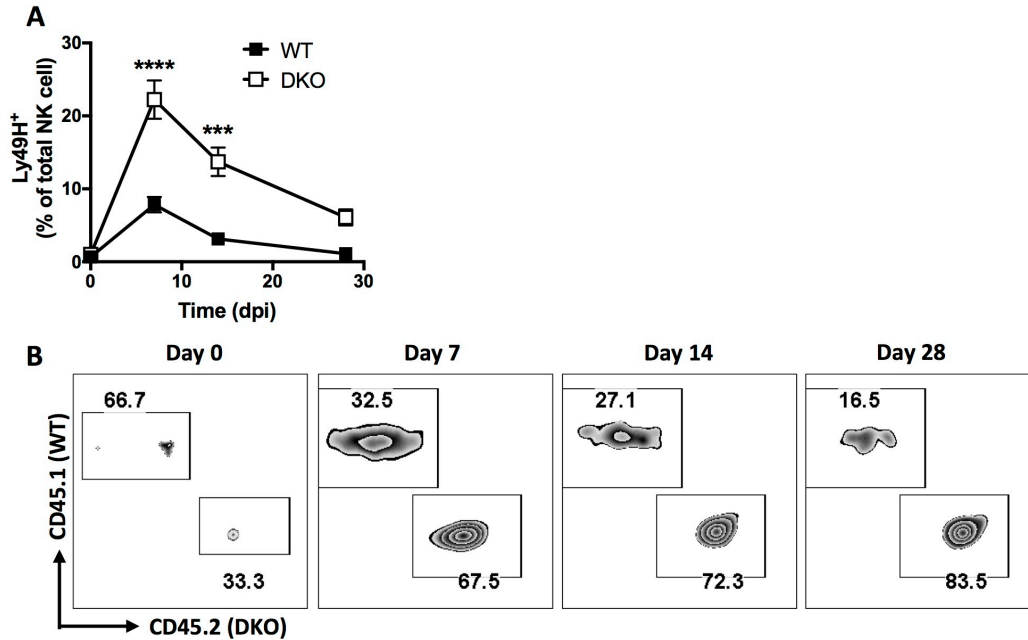 A
30
20
10
0
0
10
20
30
****
***
WT
DKO
Ly49H⁺
(% of total NK cell)
Time (dpi)
B
Day 0
Day 7
Day 14
Day 28
66.7
33.3
32.5
67.5
27.1
72.3
16.5
83.5
CD45.1 (WT)
CD45.2 (DKO)